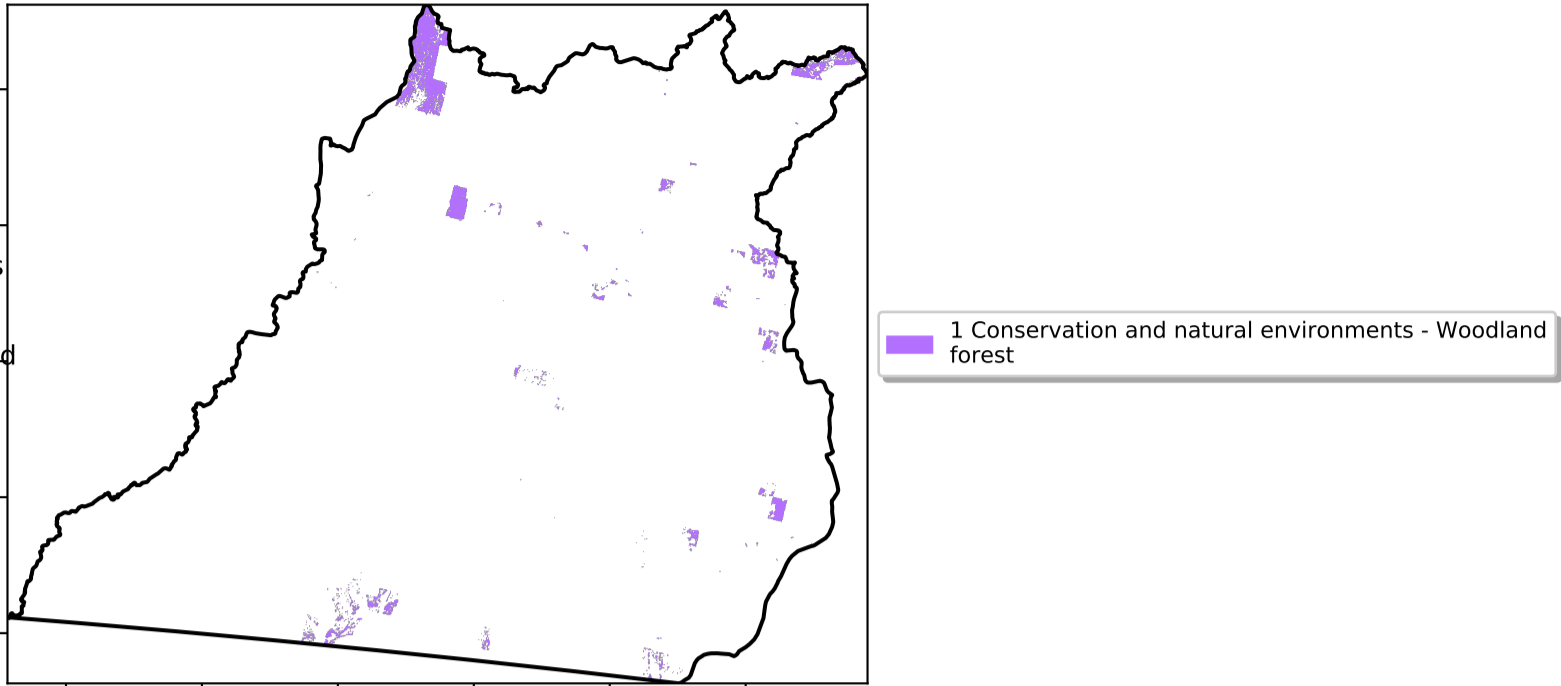 d
1 Conservation and natural environments - Woodland
forest